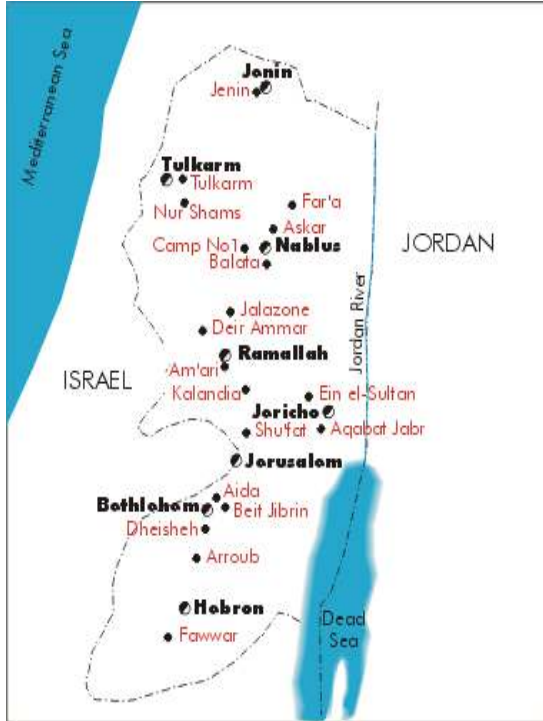 Mediterranean Sea
Jenin
Jenin
Tulkarm
Tulkarm
Nur Shams
Far'a
Askar
Camp No1
Nablus
Balata
JORDAN
Jordan River
Jalazone
Deir Ammar
Ramallah
Am'ari
ISRAEL
Kalandia
Ein el-Sultan
Jericho
Shu'fat
Aqabat Jabr
Jerusalem
Aida
Bethlehem
Beit Jibrin
Dheisheh
Arroub
Hebron
Dead
Sea
Fawwar